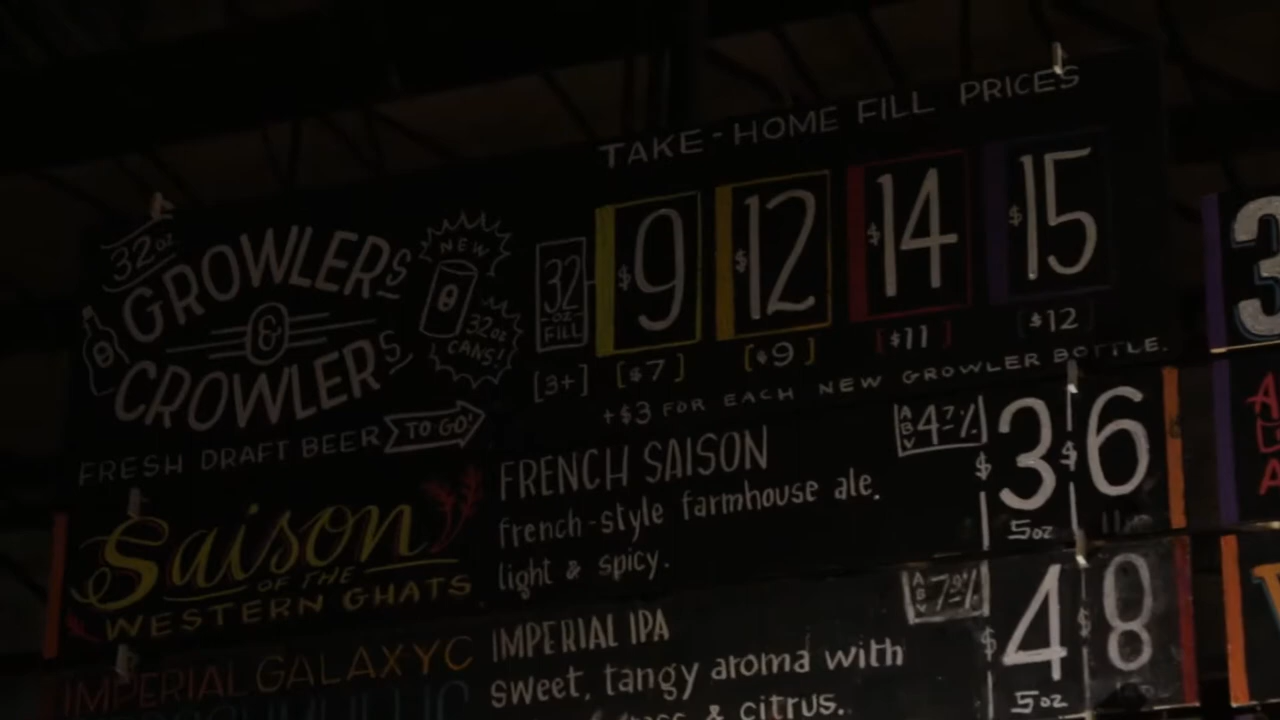 TAKE-HOME FILL PRICES
32oz
GROWLERS
&
CROWLERS
NEW
32oz
CANS!
FRESH DRAFT BEER TO GO!
32
oz
FILL
$9 $12 $14 $15
[3+] [$7] [$9] [$11] [$12]
+$3 FOR EACH NEW GROWLER BOTTLE.
Saison
OF THE
WESTERN GHATS
FRENCH SAISON
french-style farmhouse ale.
light & spicy.
ABV 4.7%
$3 $6
5oz
IMPERIAL GALAXYC
IMPERIAL IPA
sweet, tangy aroma with
& citrus.
ABV 7.9%
$4 $8
5oz
3